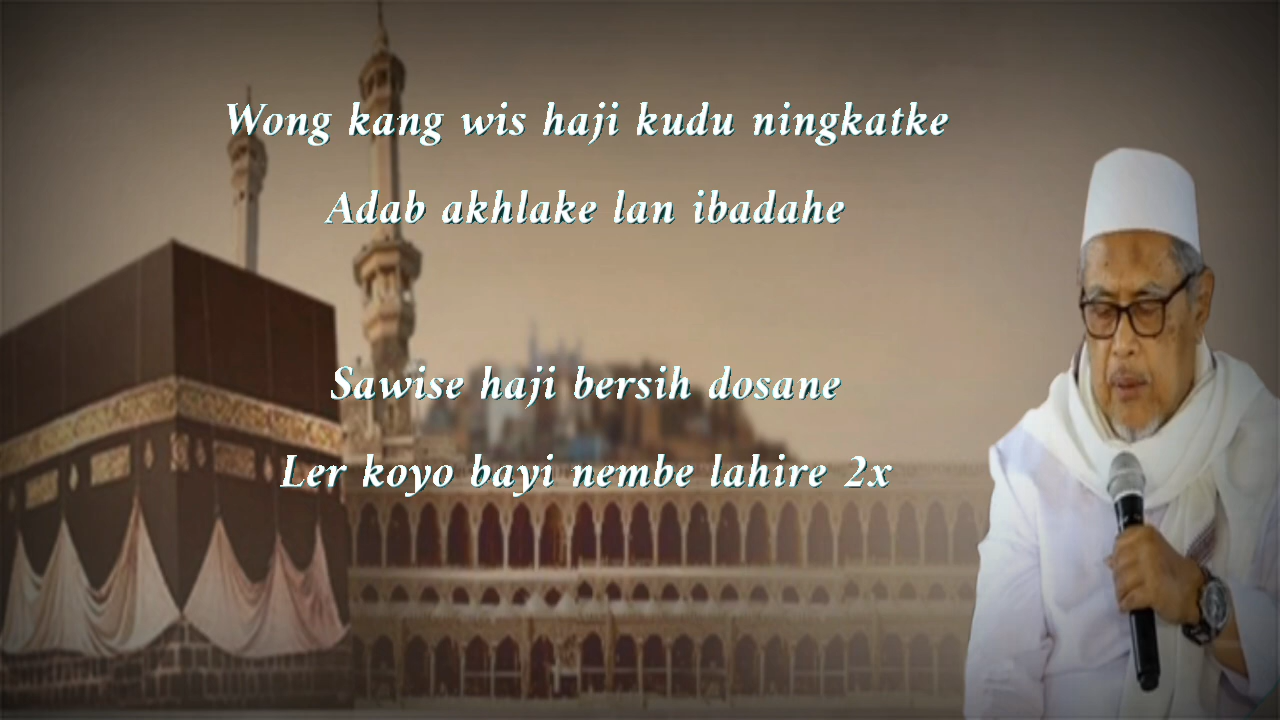 Wong kang wis haji kudu ningkatke
Adab akhlake lan ibadahe
Sawise haji bersih dosane
Ler koyo bayi nembe lahire 2x